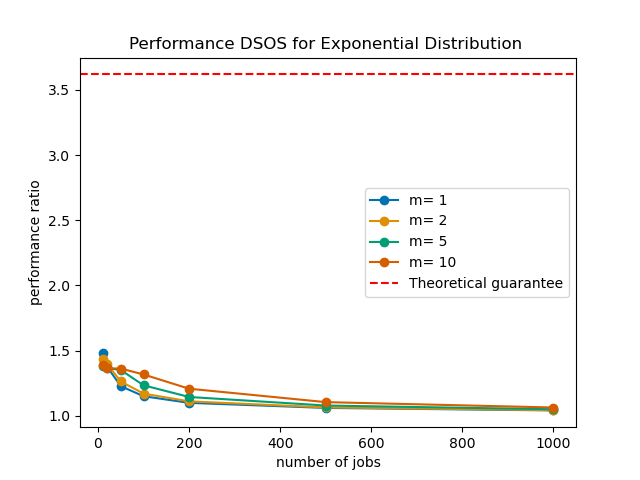 Performance DSOS for Exponential Distribution
performance ratio
3.5
3.0
2.5
2.0
1.5
1.0
m= 1
m= 2
m= 5
m= 10
Theoretical guarantee
0 200 400 600 800 1000
number of jobs